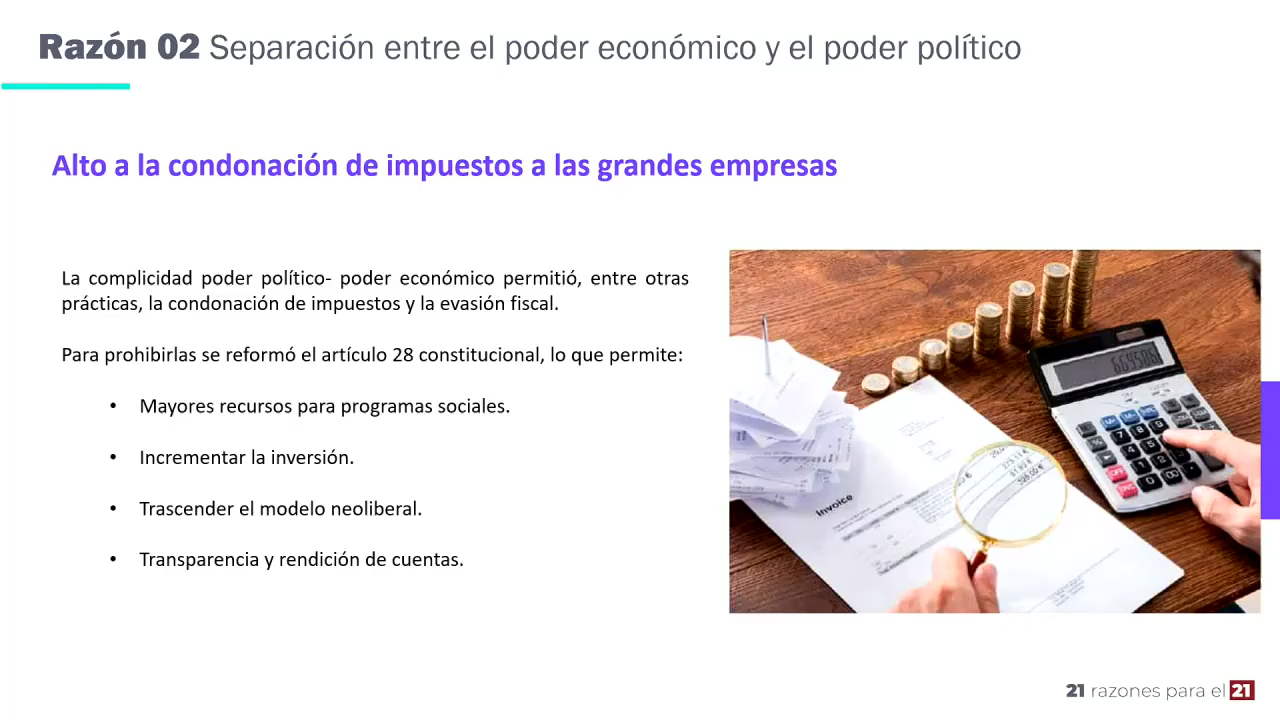 Razón 02 Separación entre el poder económico y el poder político
Alto a la condonación de impuestos a las grandes empresas
La complicidad poder político- poder económico permitió, entre otras
prácticas, la condonación de impuestos y la evasión fiscal.
Para prohibirlas se reformó el artículo 28 constitucional, lo que permite:
• Mayores recursos para programas sociales.
• Incrementar la inversión.
• Trascender el modelo neoliberal.
• Transparencia y rendición de cuentas.
Invoice
21 razones para el 21